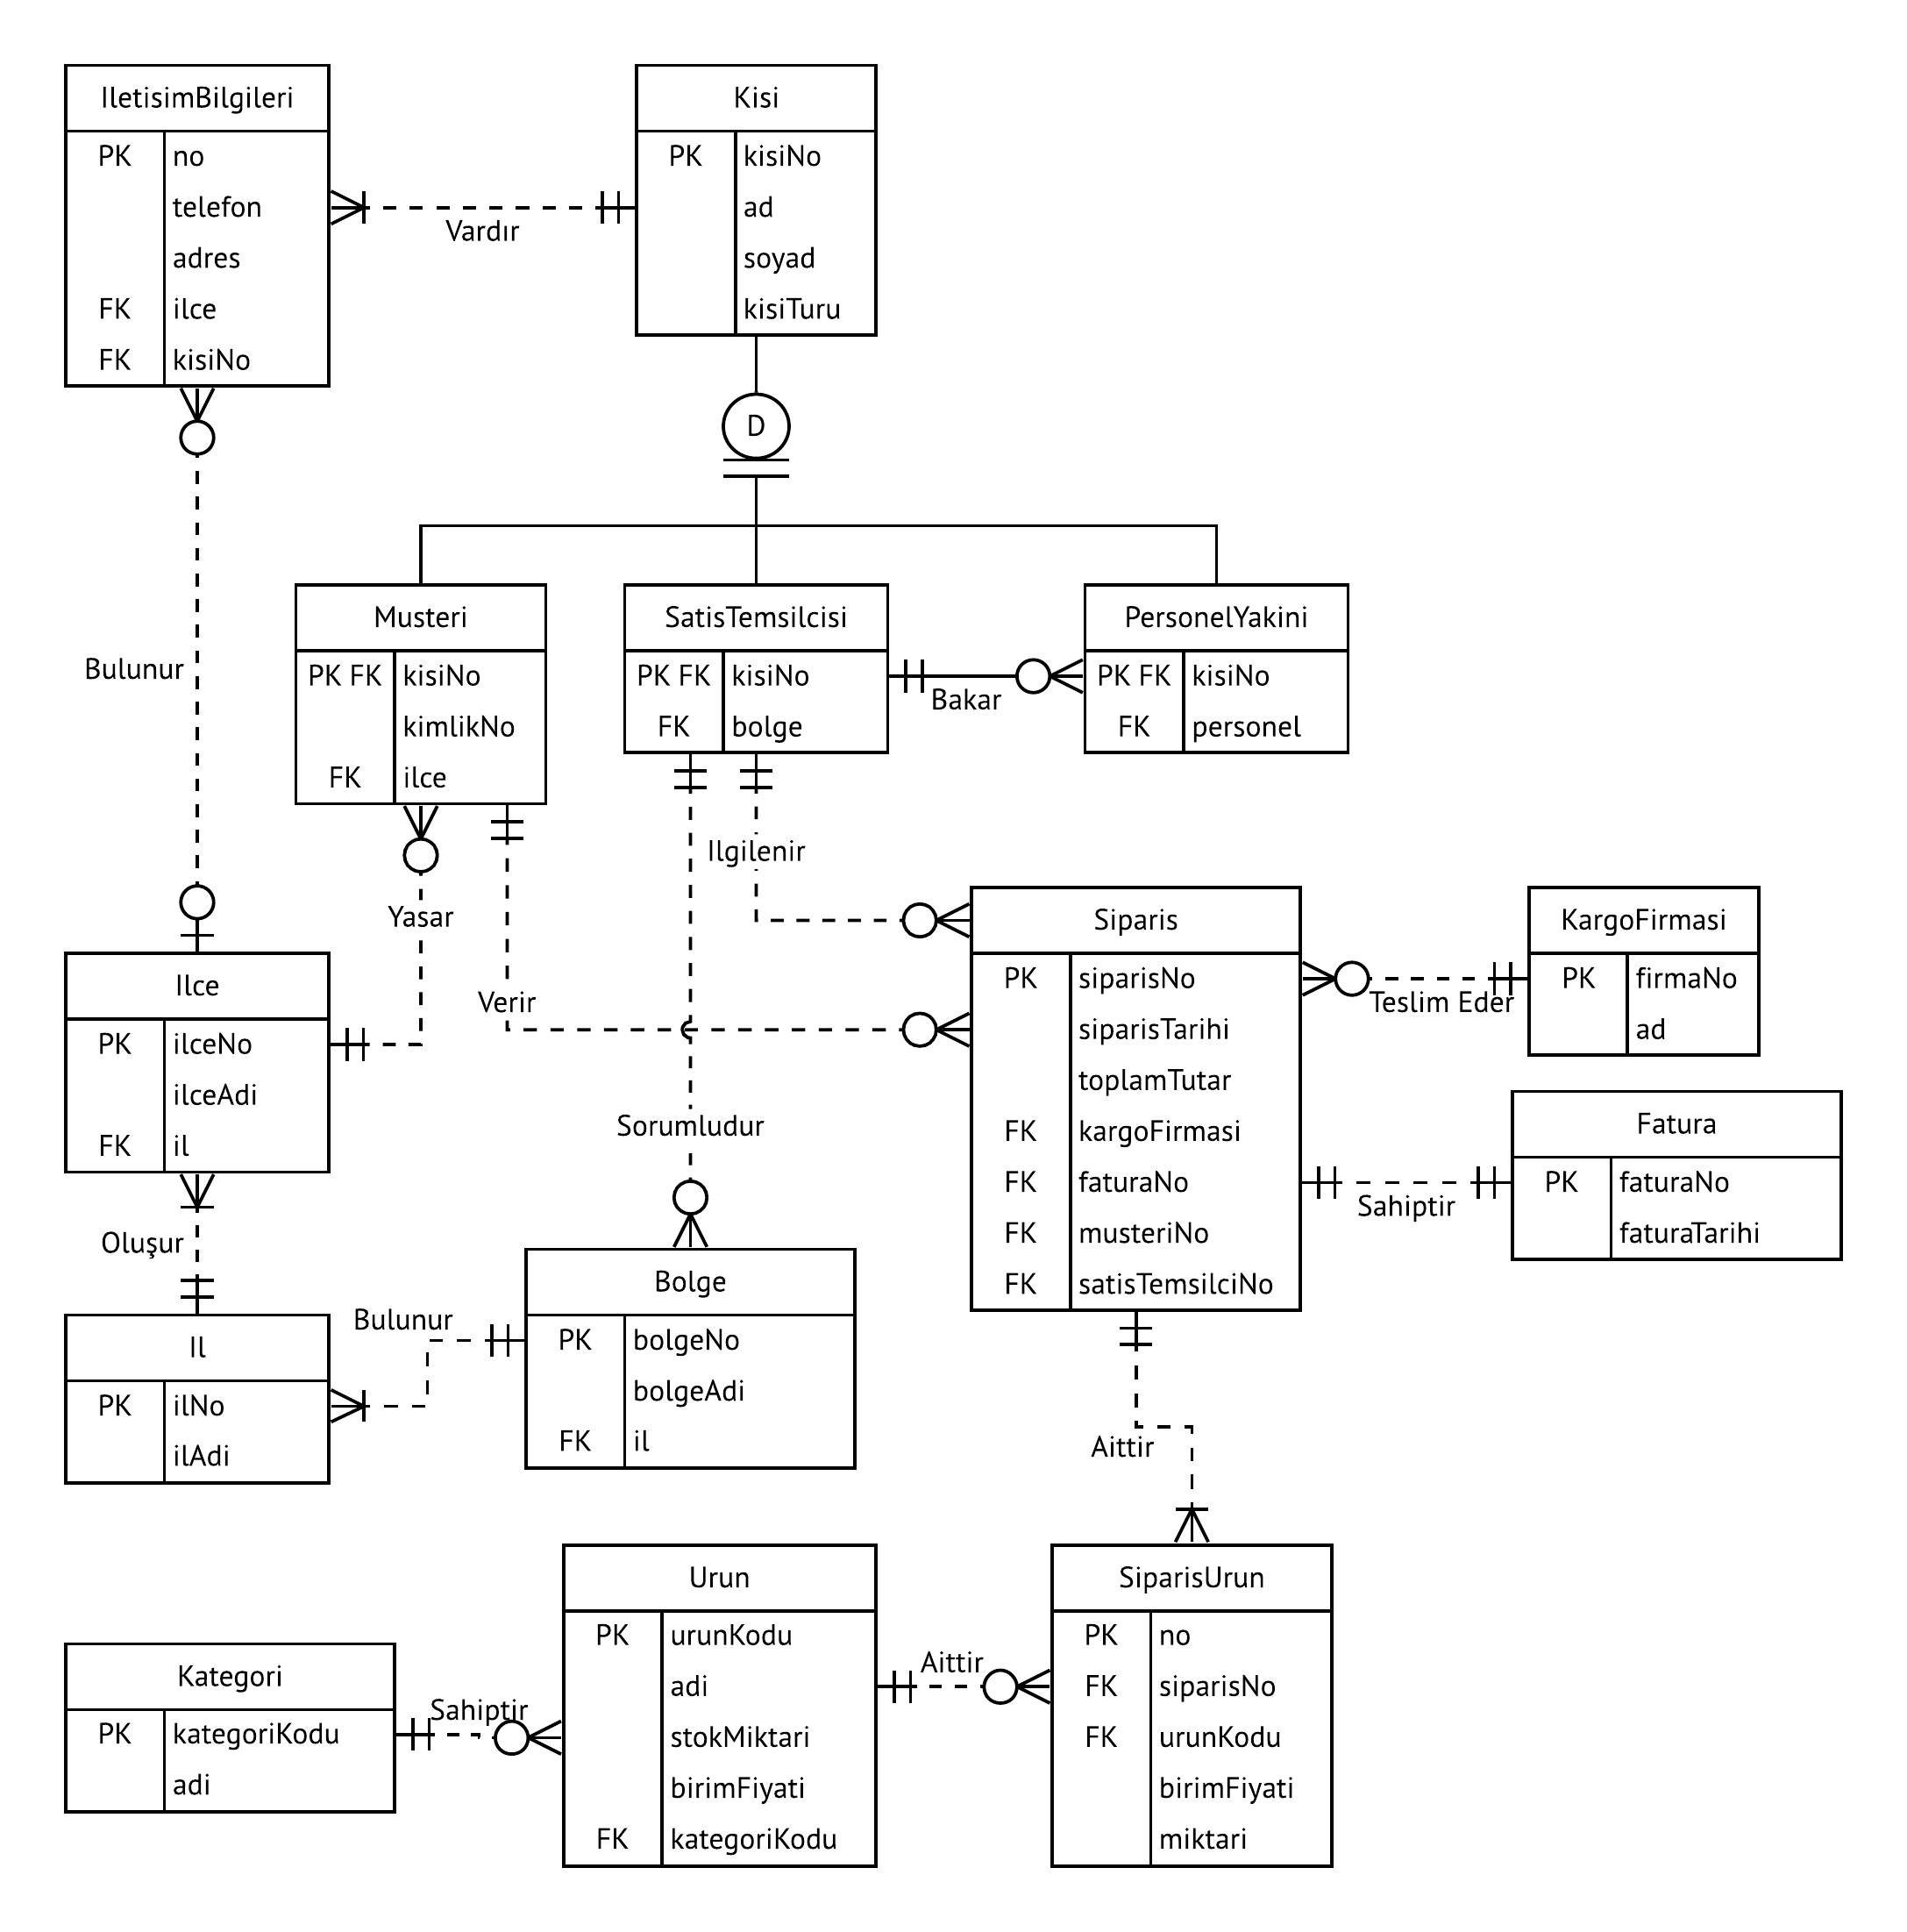 IletisimBilgileri
PK no
telefon
adres
FK ilce
FK kisiNo
Vardır
Kisi
PK kisiNo
ad
soyad
kisiTuru
D
Bulunur
Musteri
PK FK kisiNo
kimlikNo
FK ilce
SatisTemsilcisi
PK FK kisiNo
FK bolge
Bakar
PersonelYakini
PK FK kisiNo
FK personel
Yasar
Verir
Ilgilenir
Sorumludur
Ilce
PK ilceNo
ilceAdi
FK il
Siparis
PK siparisNo
siparisTarihi
toplamTutar
FK kargoFirmasi
FK faturaNo
FK musteriNo
FK satisTemsilciNo
Teslim Eder
KargoFirmasi
PK firmaNo
ad
Sahiptir
Fatura
PK faturaNo
faturaTarihi
Oluşur
Il
PK ilNo
ilAdi
Bulunur
Bolge
PK bolgeNo
bolgeAdi
FK il
Aittir
Kategori
PK kategoriKodu
adi
Sahiptir
Urun
PK urunKodu
adi
stokMiktari
birimFiyati
FK kategoriKodu
Aittir
SiparisUrun
PK no
FK siparisNo
FK urunKodu
birimFiyati
miktari